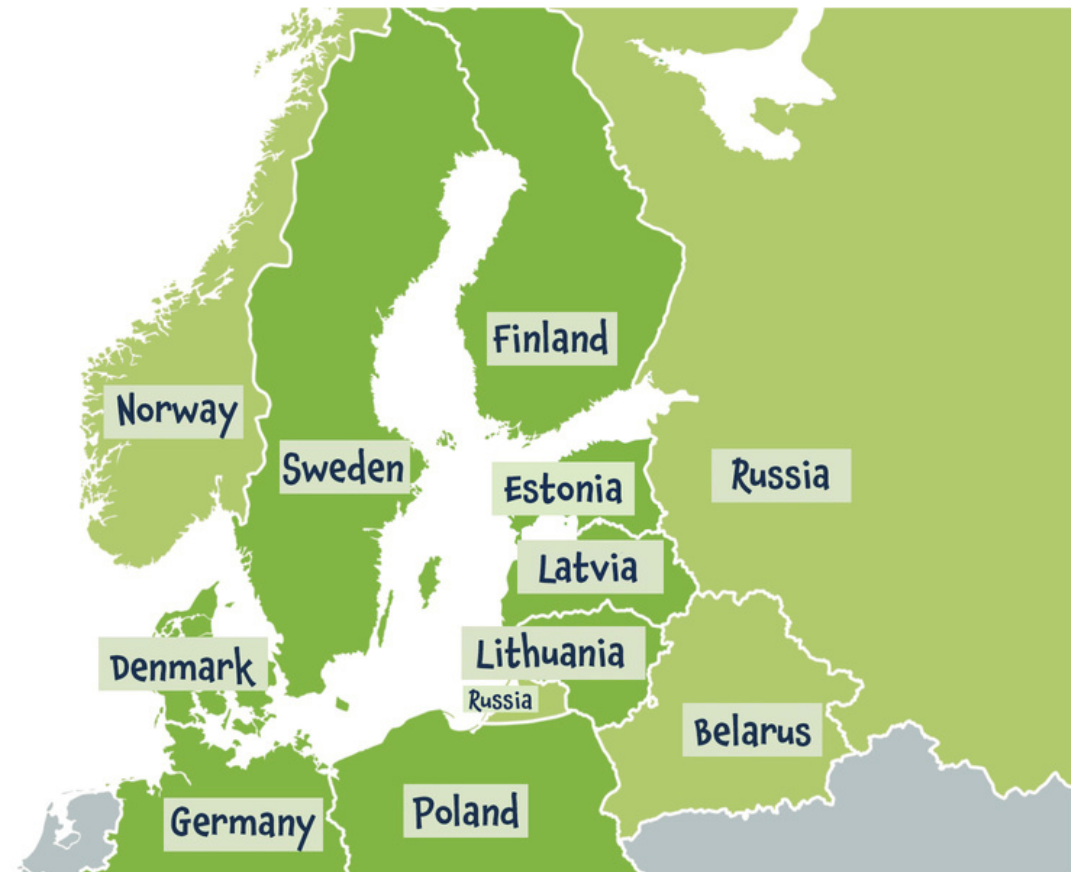 Finland
Norway
Sweden
Russia
Estonia
Latvia
Lithuania
Denmark
Russia
Belarus
Poland
Germany